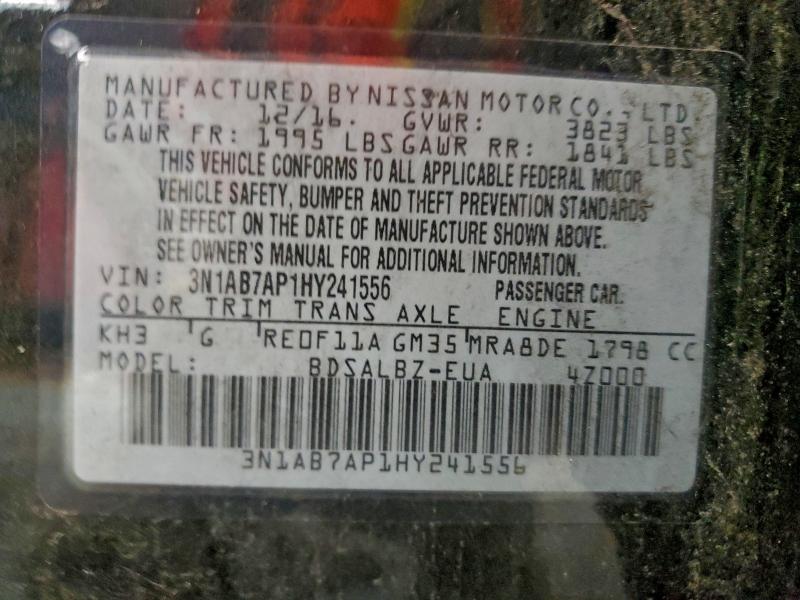 MANUFACTURED BY NISSAN MOTOR CO., LTD
DATE: 12/16. GVWR: 3823 LBS
GAWR FR: 1995 LBS GAWR RR: 1841 LBS
THIS VEHICLE CONFORMS TO ALL APPLICABLE FEDERAL MOTOR
VEHICLE SAFETY, BUMPER AND THEFT PREVENTION STANDARDS
IN EFFECT ON THE DATE OF MANUFACTURE SHOWN ABOVE.
SEE OWNER'S MANUAL FOR ADDITIONAL INFORMATION.
VIN: 3N1AB7AP1HY241556 PASSENGER CAR.
COLOR TRIM TRANS AXLE ENGINE
KH3 G RE0F11A GM35 MRA8DE 1798 CC
MODEL: BDSALBZ-EUA 4Z000
3N1AB7AP1HY241556